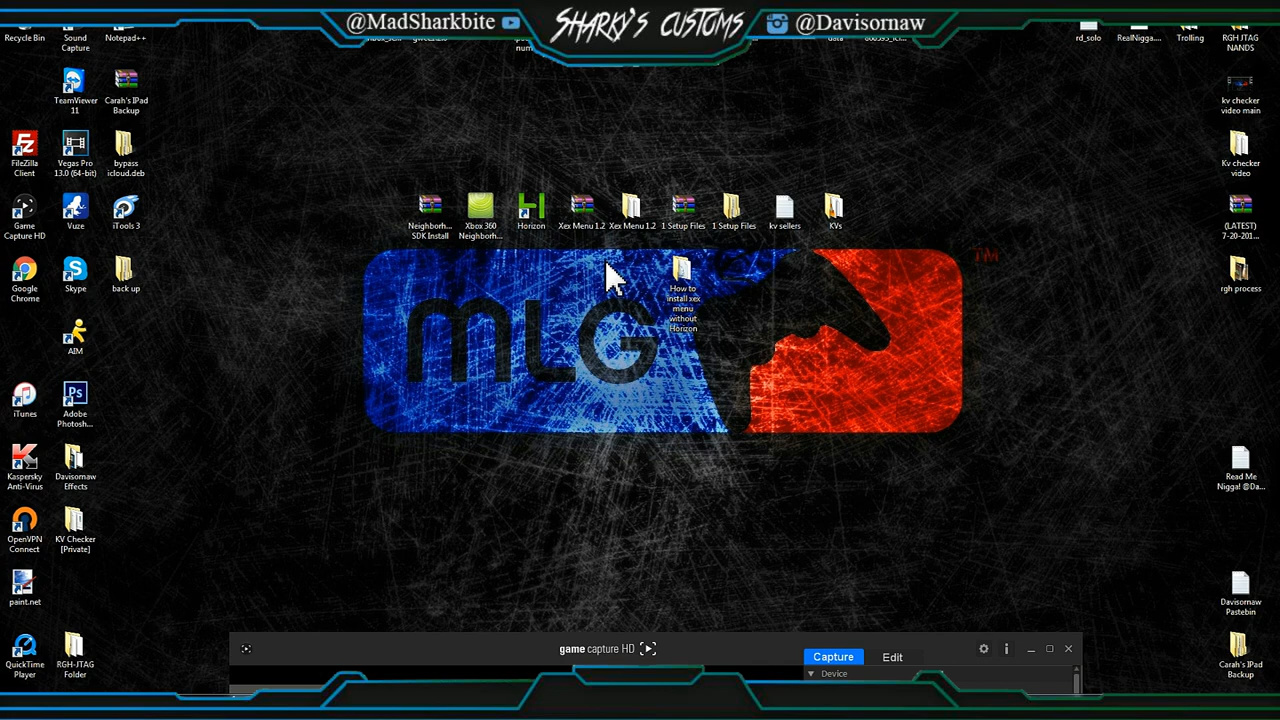 @MadSharkbite
SHARKY'S CUSTOMS
@Davisornaw
Recycle Bin
Sound
Capture
Notepad++
num
data
rd_solo
RealNigga....
Trolling
RGH JTAG
NANDS
TeamViewer
11
Carah's IPad
Backup
kv checker
video main
FileZilla
Client
Vegas Pro
13.0 (64-bit)
bypass
icloud.deb
Kv checker
video
Game
Capture HD
Vuze
iTools 3
Neighborh...
SDK Install
Xbox 360
Neighborh...
Horizon
Xex Menu 1.2
Xex Menu 1.2
1 Setup Files
1 Setup Files
kv sellers
KVs
(LATEST)
7-20-201...
Google
Chrome
Skype
back up
How to
install xex
menu
without
Horizon
rgh process
mLG
TM
AIM
iTunes
Adobe
Photosh...
Kaspersky
Anti-Virus
Davisornaw
Effects
Read Me
Nigga! @Da...
OpenVPN
Connect
KV Checker
[Private]
paint.net
Davisornaw
Pastebin
QuickTime
Player
RGH-JTAG
Folder
Carah's IPad
Backup
game capture HD
Capture
Edit
Device